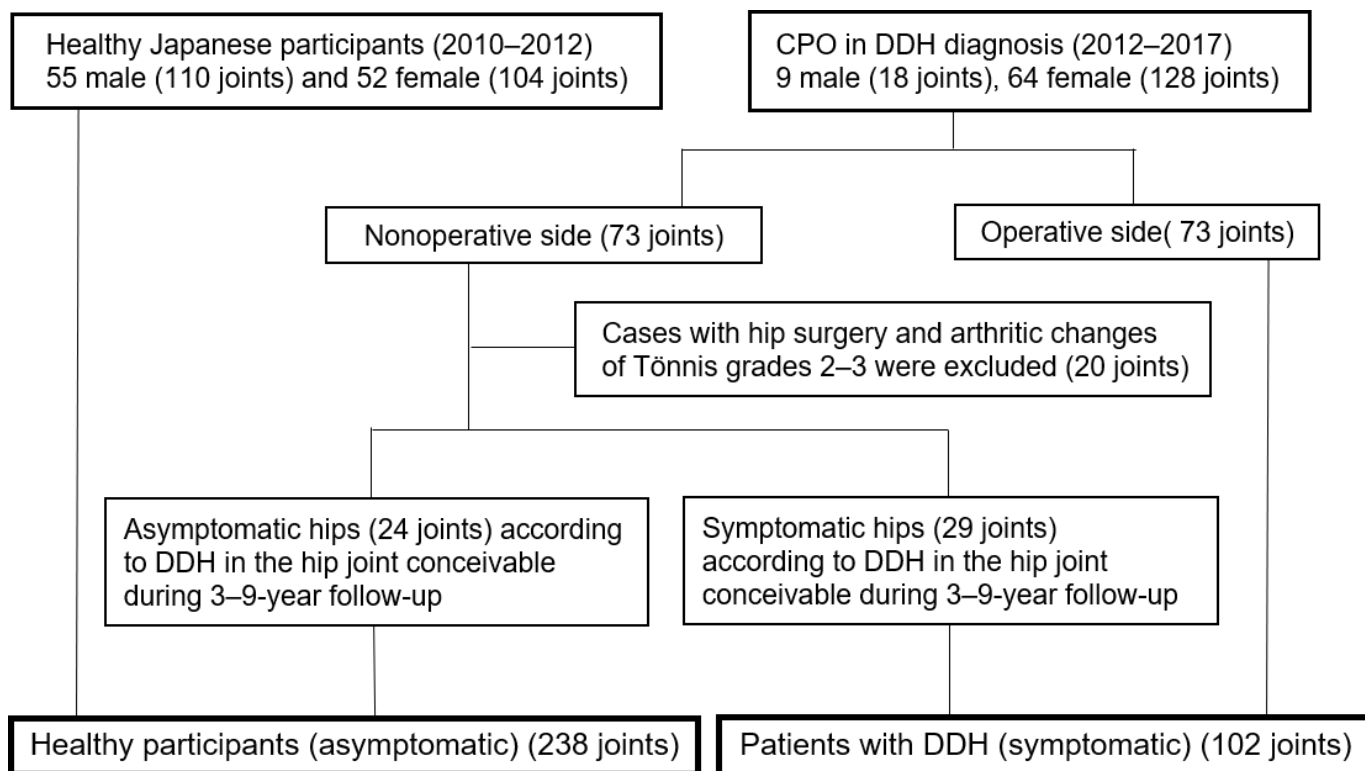 Healthy Japanese participants (2010–2012)
55 male (110 joints) and 52 female (104 joints)
CPO in DDH diagnosis (2012–2017)
9 male (18 joints), 64 female (128 joints)
Nonoperative side (73 joints)
Operative side( 73 joints)
Cases with hip surgery and arthritic changes
of Tönnis grades 2–3 were excluded (20 joints)
Asymptomatic hips (24 joints) according
to DDH in the hip joint conceivable
during 3–9-year follow-up
Symptomatic hips (29 joints)
according to DDH in the hip joint
conceivable during 3–9-year follow-up
Healthy participants (asymptomatic) (238 joints)
Patients with DDH (symptomatic) (102 joints)